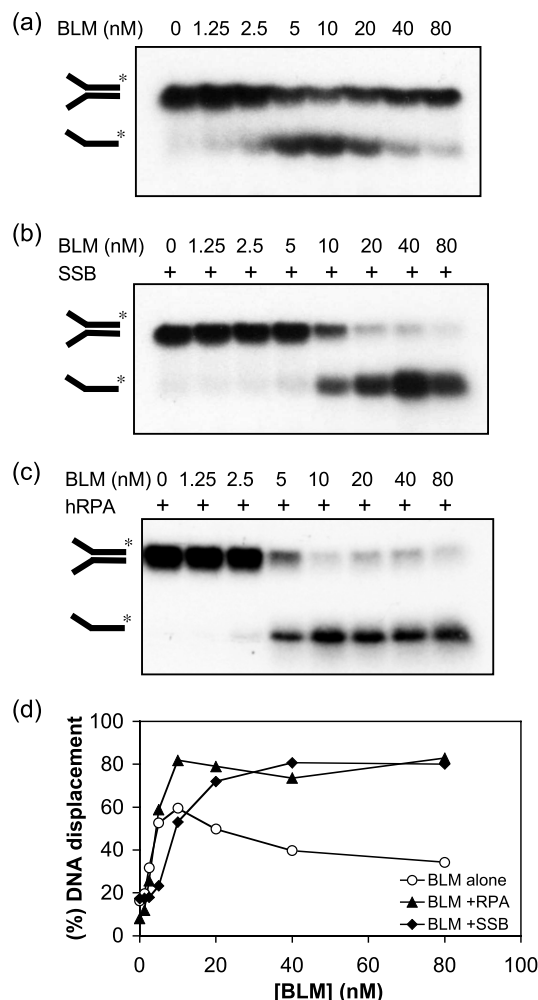 (a)
BLM (nM) 0 1.25 2.5 5 10 20 40 80
*
*
(b)
BLM (nM) 0 1.25 2.5 5 10 20 40 80
SSB + + + + + + + +
*
*
(c)
BLM (nM) 0 1.25 2.5 5 10 20 40 80
hRPA + + + + + + + +
*
*
(d)
(%) DNA displacement
100
80
60
40
20
0
BLM alone
BLM +RPA
BLM +SSB
0 20 40 60 80 100
[BLM] (nM)